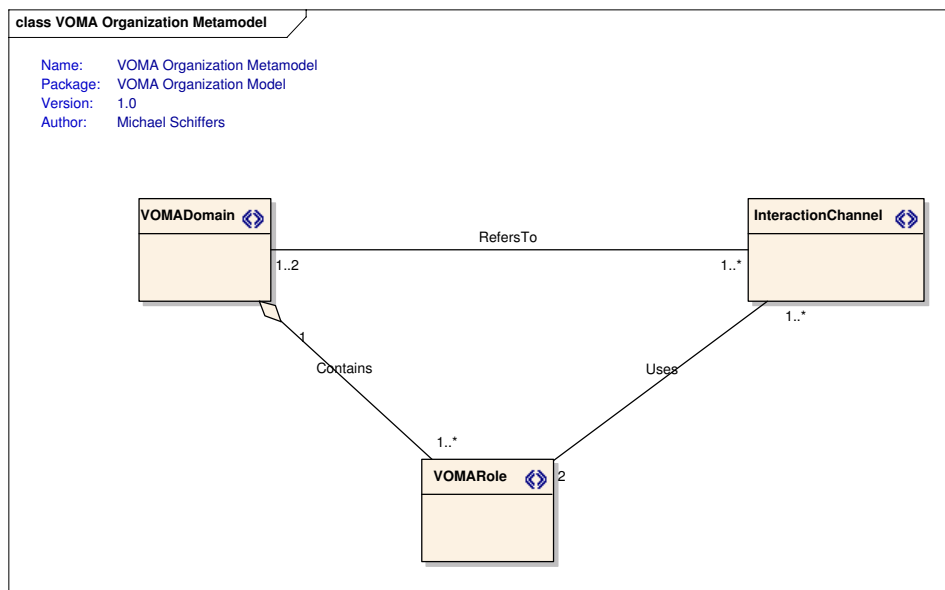 class VOMA Organization Metamodel
Name: VOMA Organization Metamodel
Package: VOMA Organization Model
Version: 1.0
Author: Michael Schiffers
VOMADomain
InteractionChannel
RefersTo
1..2
1..*
1
1..*
Contains
Uses
1..*
VOMARole
2